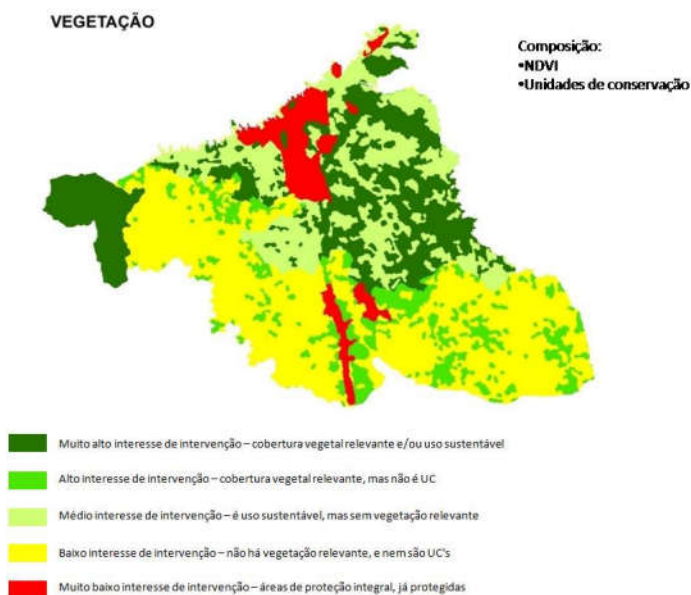 VEGETAÇÃO
Composição:
•NDVI
•Unidades de conservação
Muito alto interesse de intervenção – cobertura vegetal relevante e/ou uso sustentável
Alto interesse de intervenção – cobertura vegetal relevante, mas não é UC
Médio interesse de intervenção – é uso sustentável, mas sem vegetação relevante
Baixo interesse de intervenção – não há vegetação relevante, e nem são UC's
Muito baixo interesse de intervenção – áreas de proteção integral, já protegidas